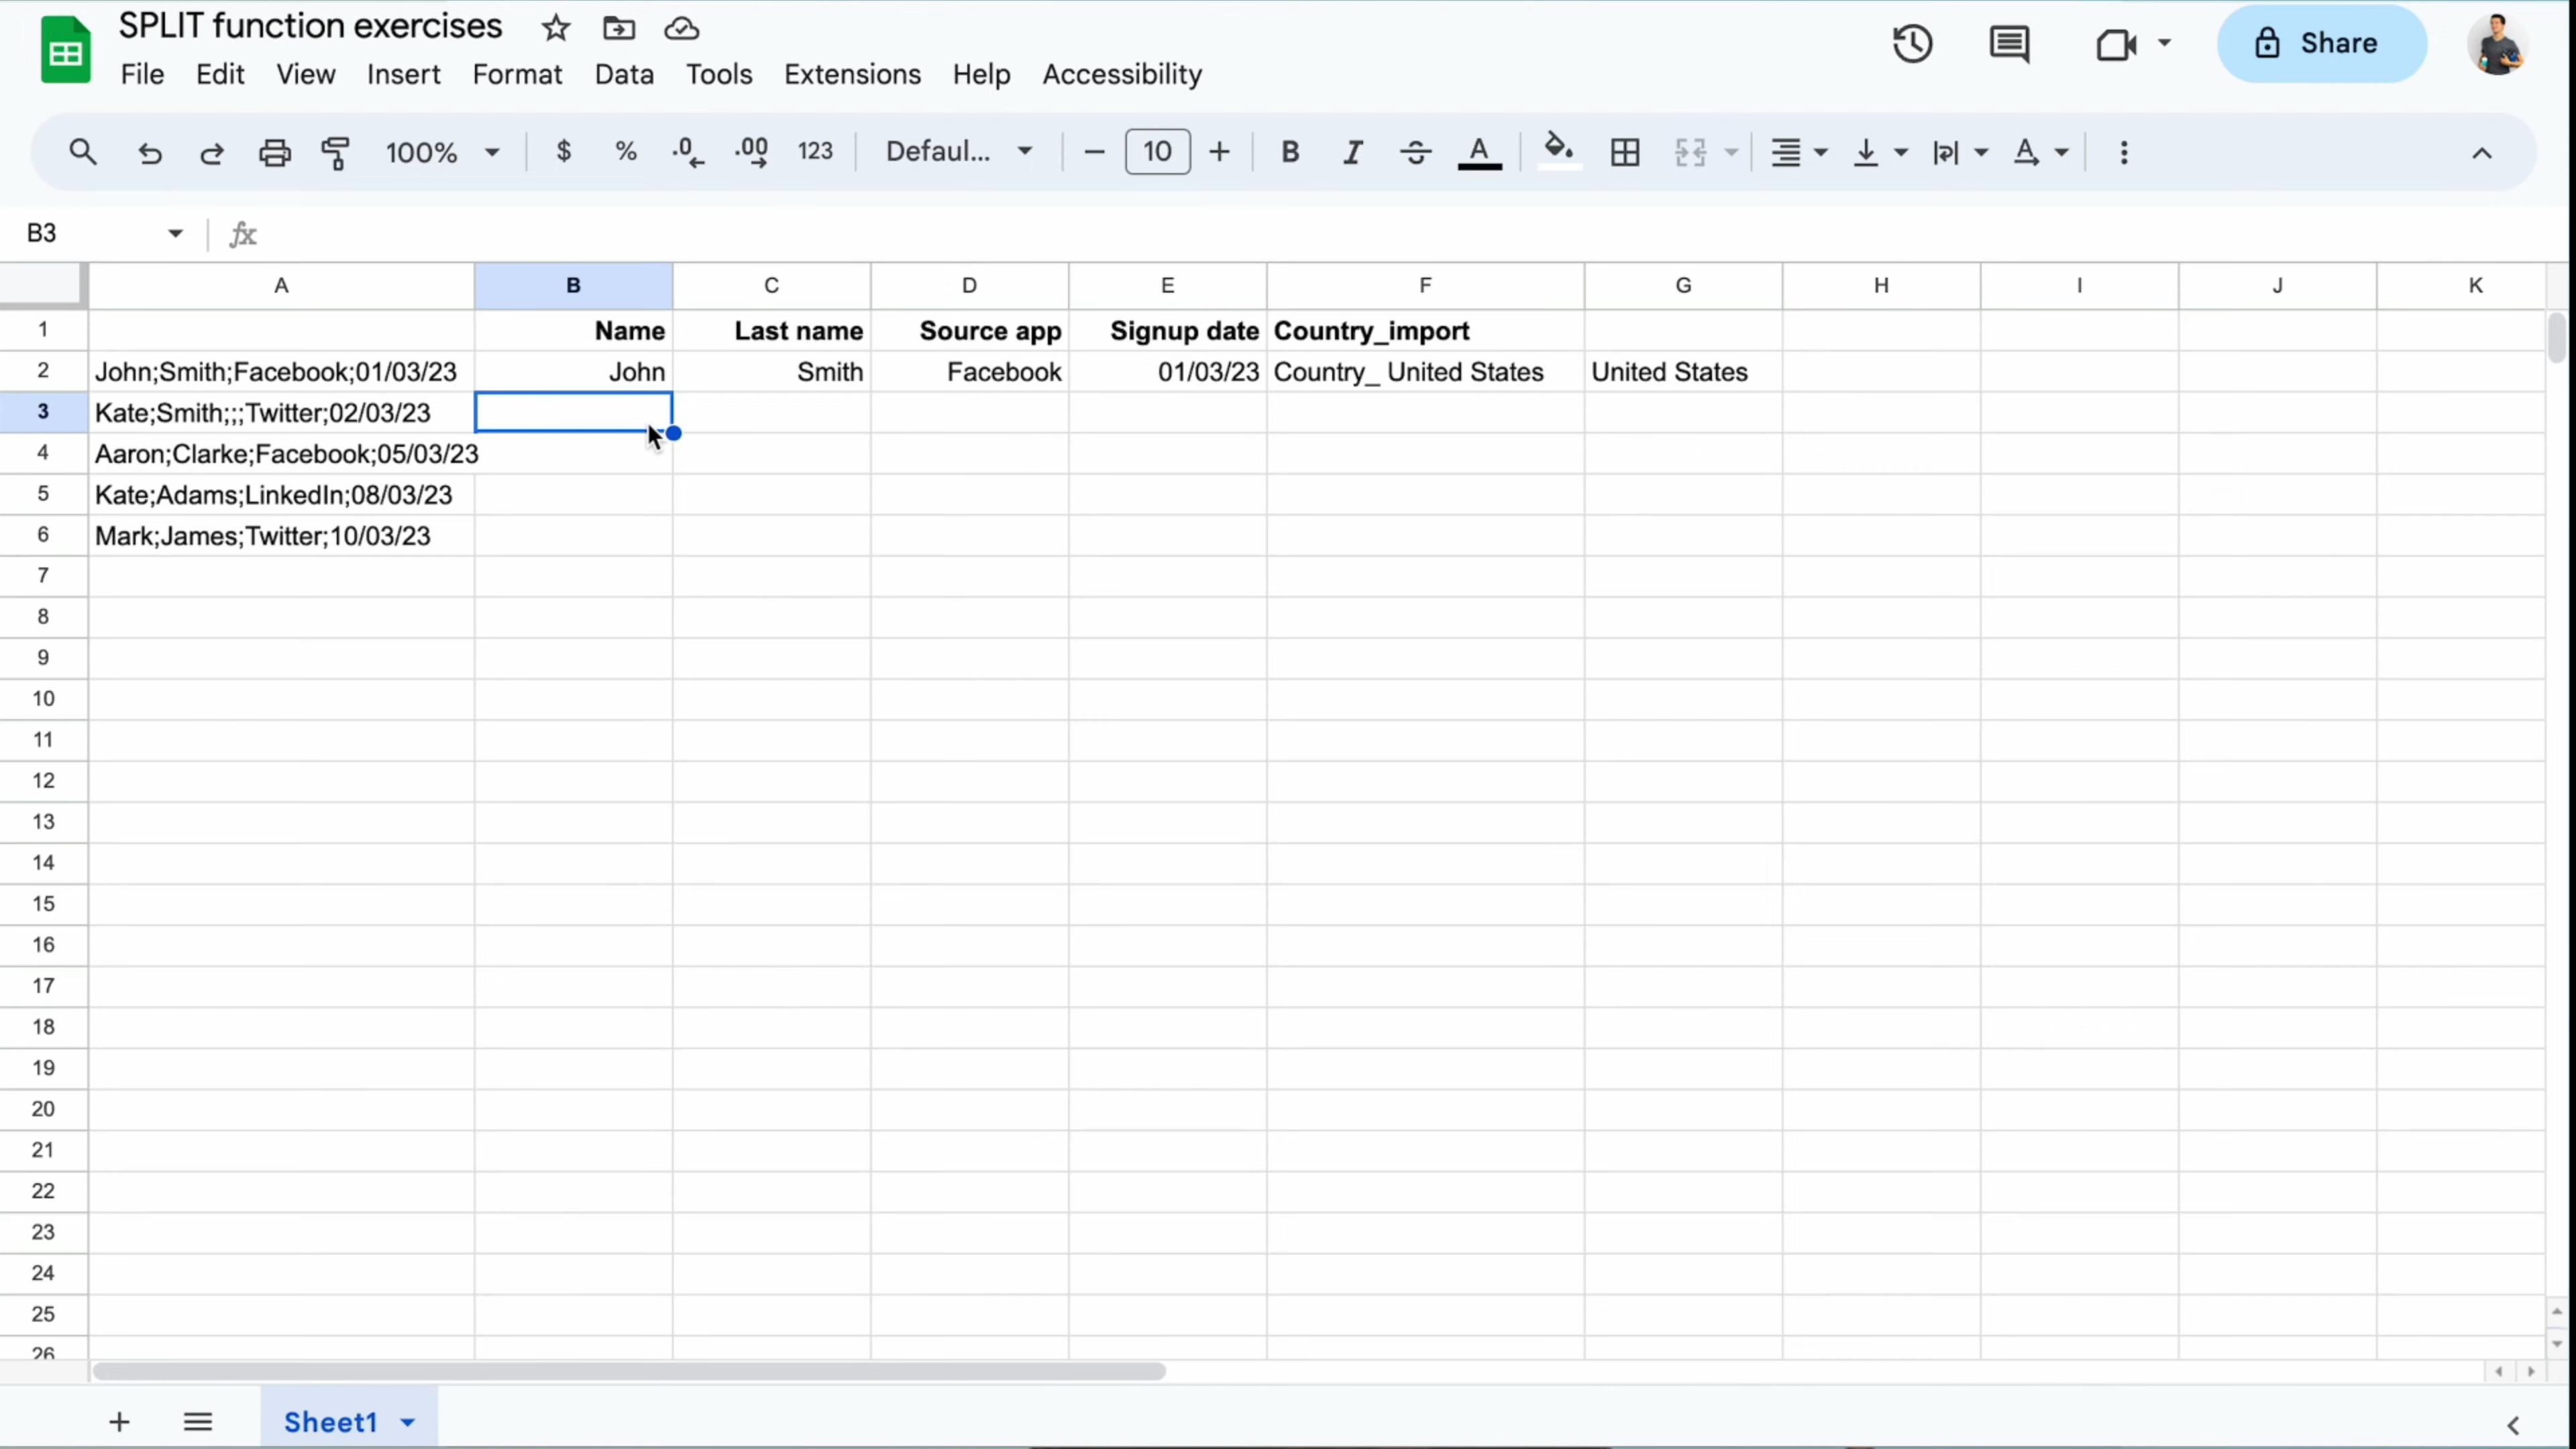 SPLIT function exercises
File Edit View Insert Format Data Tools Extensions Help Accessibility
Share
100% $ % .0 .00 123 Defaul... 10 B I A A
B3 fx
A B C D E F G H I J K
1 Name Last name Source app Signup date Country_import
2 John;Smith;Facebook;01/03/23 John Smith Facebook 01/03/23 Country_ United States United States
3 Kate;Smith;;;Twitter;02/03/23
4 Aaron;Clarke;Facebook;05/03/23
5 Kate;Adams;LinkedIn;08/03/23
6 Mark;James;Twitter;10/03/23
7
8
9
10
11
12
13
14
15
16
17
18
19
20
21
22
23
24
25
26
Sheet1